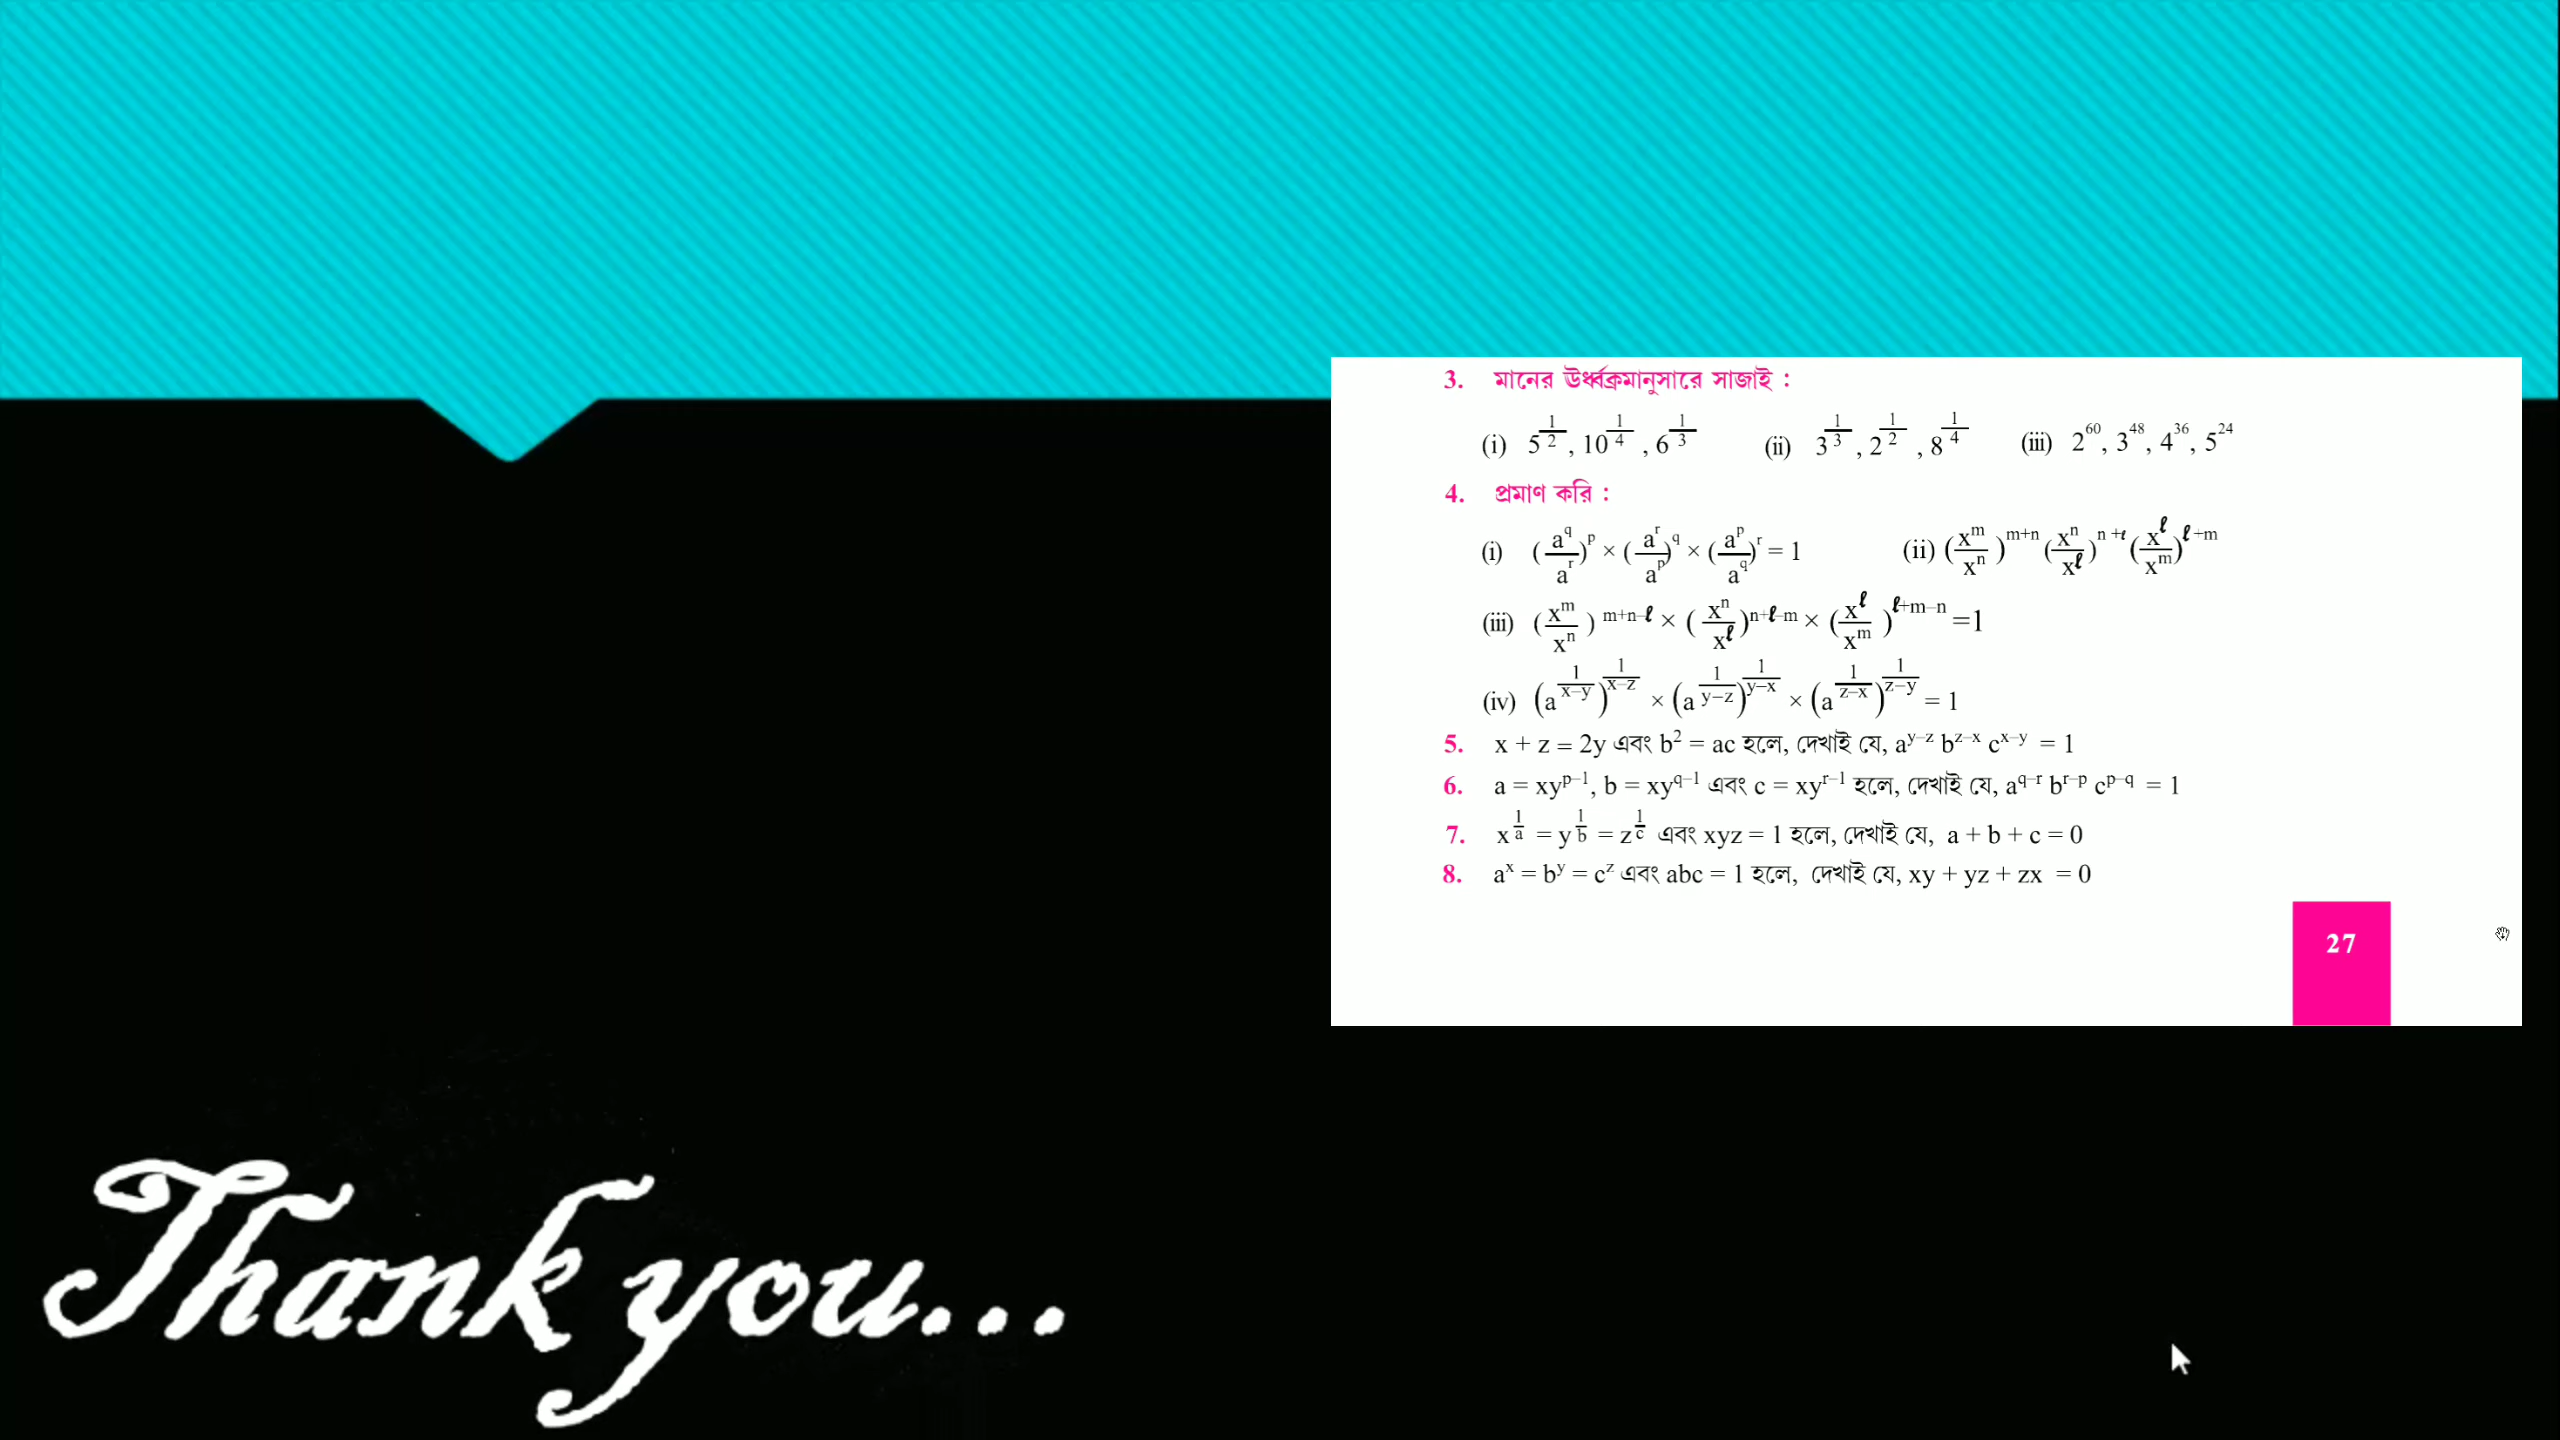 3. মানের ঊর্ধ্বক্রমানুসারে সাজাই :
(i) 5^{1/2}, 10^{1/4}, 6^{1/3} (ii) 3^{1/3}, 2^{1/2}, 8^{1/4} (iii) 2^{60}, 3^{48}, 4^{36}, 5^{24}
4. প্রমাণ করি :
(i) (a^q/a^r)^p × (a^r/a^p)^q × (a^p/a^q)^r = 1 (ii) (x^m/x^n)^{m+n} (x^n/x^ℓ)^{n+ℓ} (x^ℓ/x^m)^{ℓ+m}
(iii) (x^m/x^n)^{m+n–ℓ} × (x^n/x^ℓ)^{n+ℓ–m} × (x^ℓ/x^m)^{ℓ+m–n} =1
(iv) (a^{1/(x–y)})^{1/(x–z)} × (a^{1/(y–z)})^{1/(y–x)} × (a^{1/(z–x)})^{1/(z–y)} = 1
5. x + z = 2y এবং b² = ac হলে, দেখাই যে, a^{y–z} b^{z–x} c^{x–y} = 1
6. a = xy^{p–1}, b = xy^{q–1} এবং c = xy^{r–1} হলে, দেখাই যে, a^{q–r} b^{r–p} c^{p–q} = 1
7. x^{1/a} = y^{1/b} = z^{1/c} এবং xyz = 1 হলে, দেখাই যে, a + b + c = 0
8. a^x = b^y = c^z এবং abc = 1 হলে, দেখাই যে, xy + yz + zx = 0
27
Thank you...